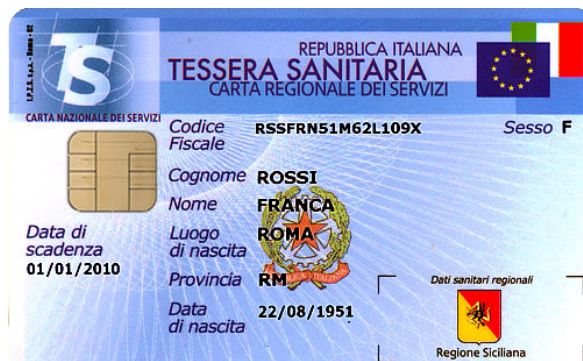 I.P.Z.S. S.p.A. - Roma - 02
TS
REPUBBLICA ITALIANA
TESSERA SANITARIA
CARTA REGIONALE DEI SERVIZI
CARTA NAZIONALE DEI SERVIZI
Codice Fiscale RSSFRN51M62L109X Sesso F
Cognome ROSSI
Nome FRANCA
Luogo di nascita ROMA
Provincia RM
Data di nascita 22/08/1951
Data di scadenza
01/01/2010
Dati sanitari regionali
Regione Siciliana